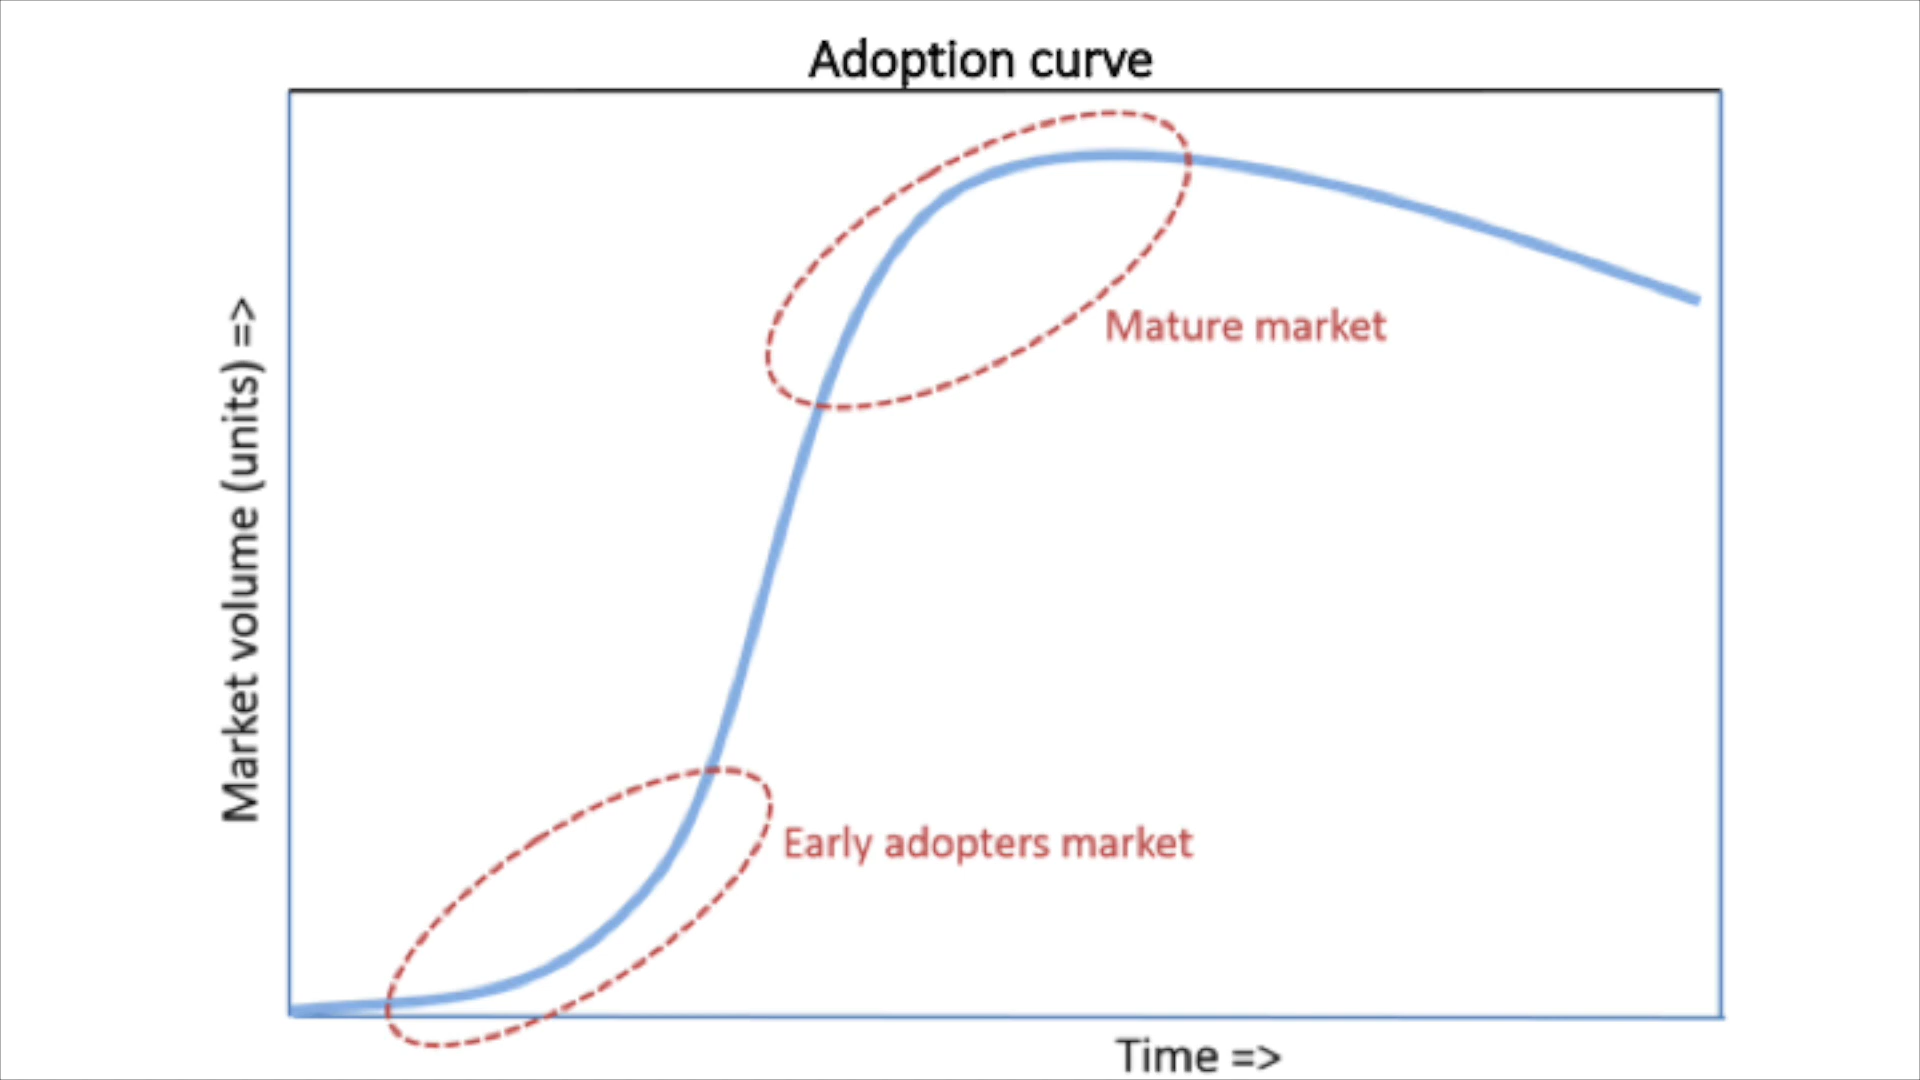 Adoption curve
Market volume (units) =>
Mature market
Early adopters market
Time =>